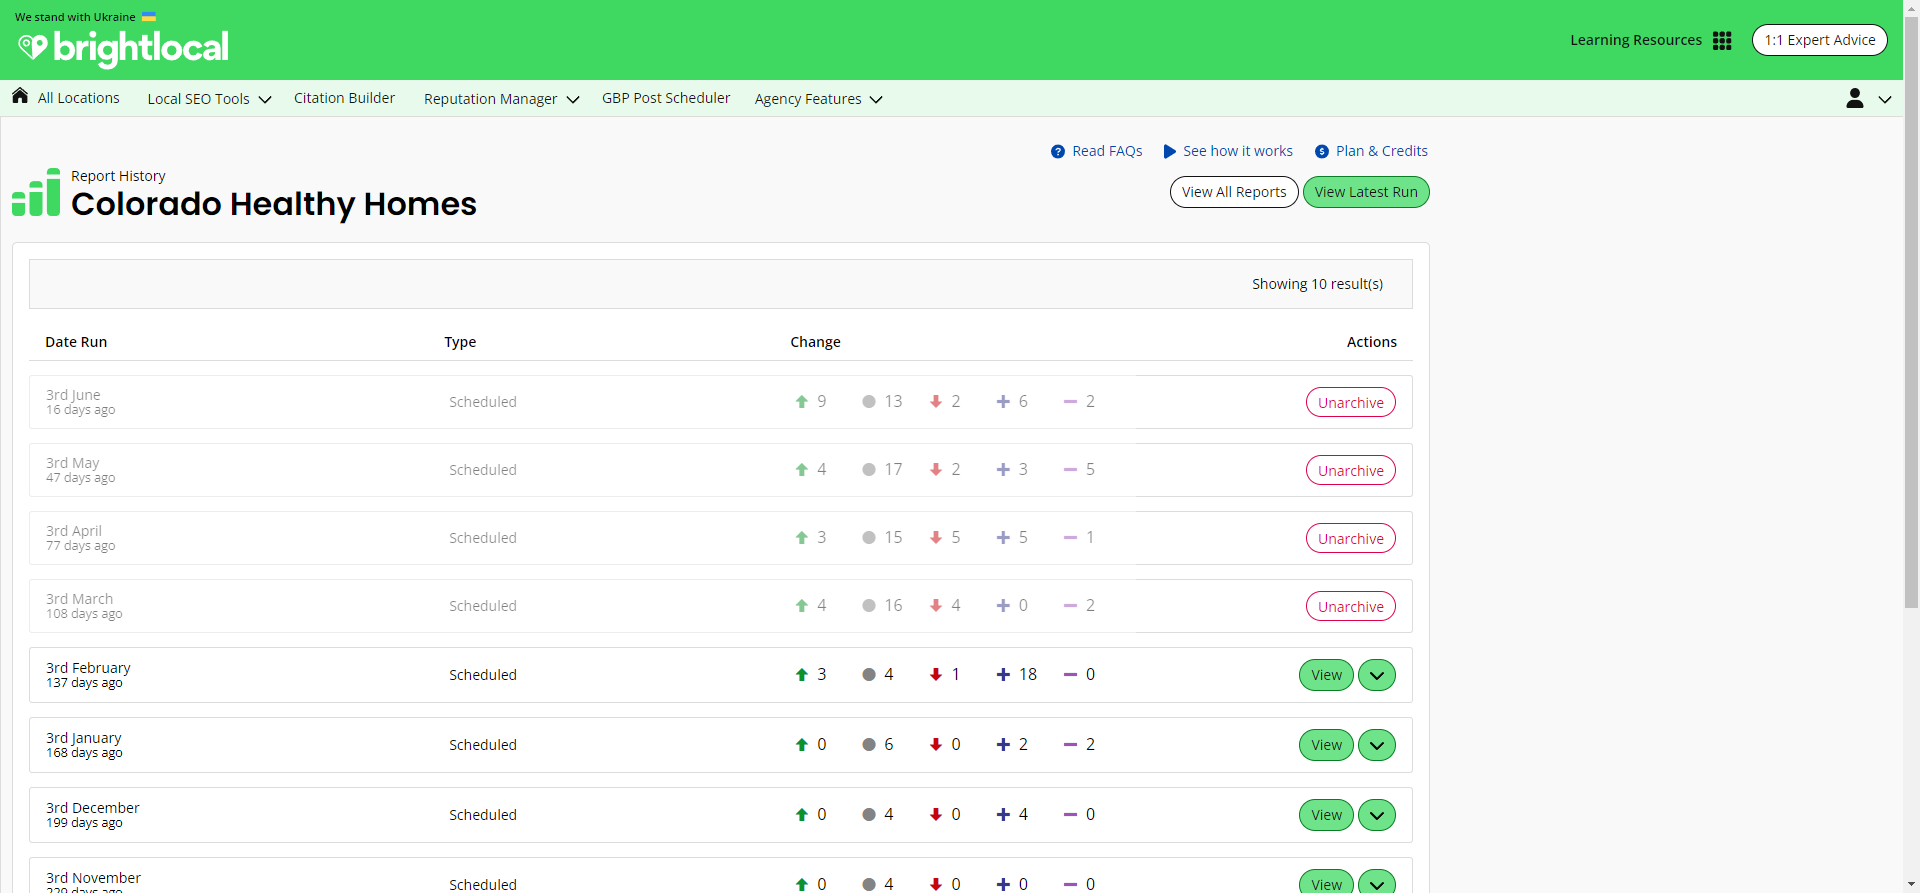 We stand with Ukraine
brightlocal
Learning Resources
1:1 Expert Advice
All Locations Local SEO Tools Citation Builder Reputation Manager GBP Post Scheduler Agency Features
Read FAQs See how it works Plan & Credits
Report History
Colorado Healthy Homes
View All Reports View Latest Run
Showing 10 result(s)
Date Run Type Change Actions
3rd June
16 days ago
Scheduled 9 13 2 6 2 Unarchive
3rd May
47 days ago
Scheduled 4 17 2 3 5 Unarchive
3rd April
77 days ago
Scheduled 3 15 5 5 1 Unarchive
3rd March
108 days ago
Scheduled 4 16 4 0 2 Unarchive
3rd February
137 days ago
Scheduled 3 4 1 18 0 View
3rd January
168 days ago
Scheduled 0 6 0 2 2 View
3rd December
199 days ago
Scheduled 0 4 0 4 0 View
3rd November
229 days ago
Scheduled 0 4 0 0 0 View